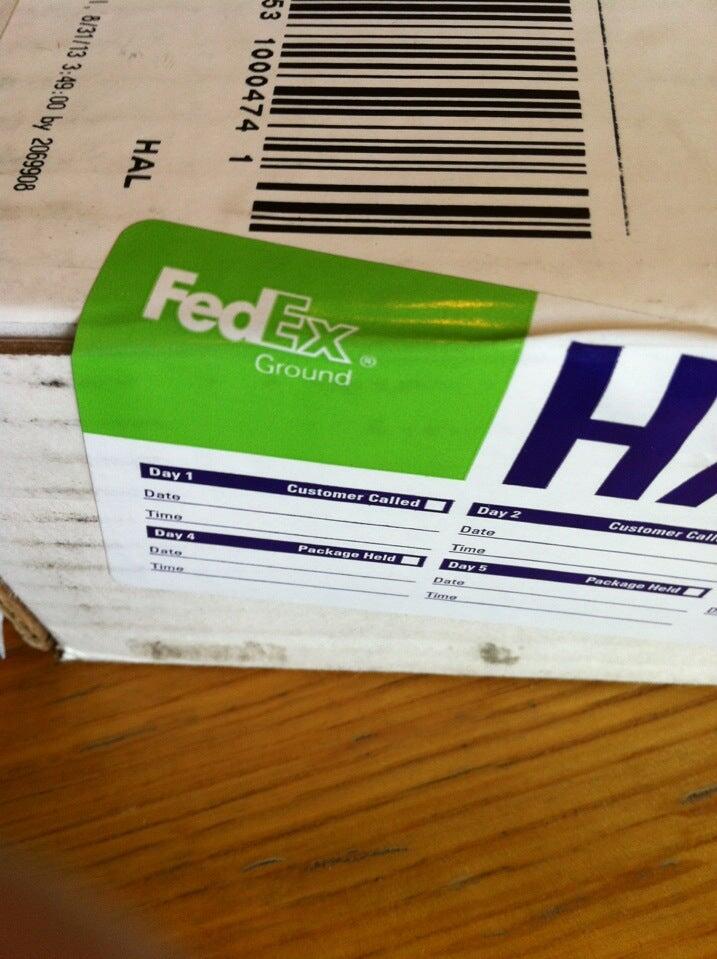 8/31/13 3:49:00 by 2069908
HAL
53 1000474 1
FedEx®
Ground
Day 1 Customer Called
Date
Time
Day 2
Customer
Date
Time
Day 4 Package Held
Date
Time
Day 5 Package Held
Date
Time